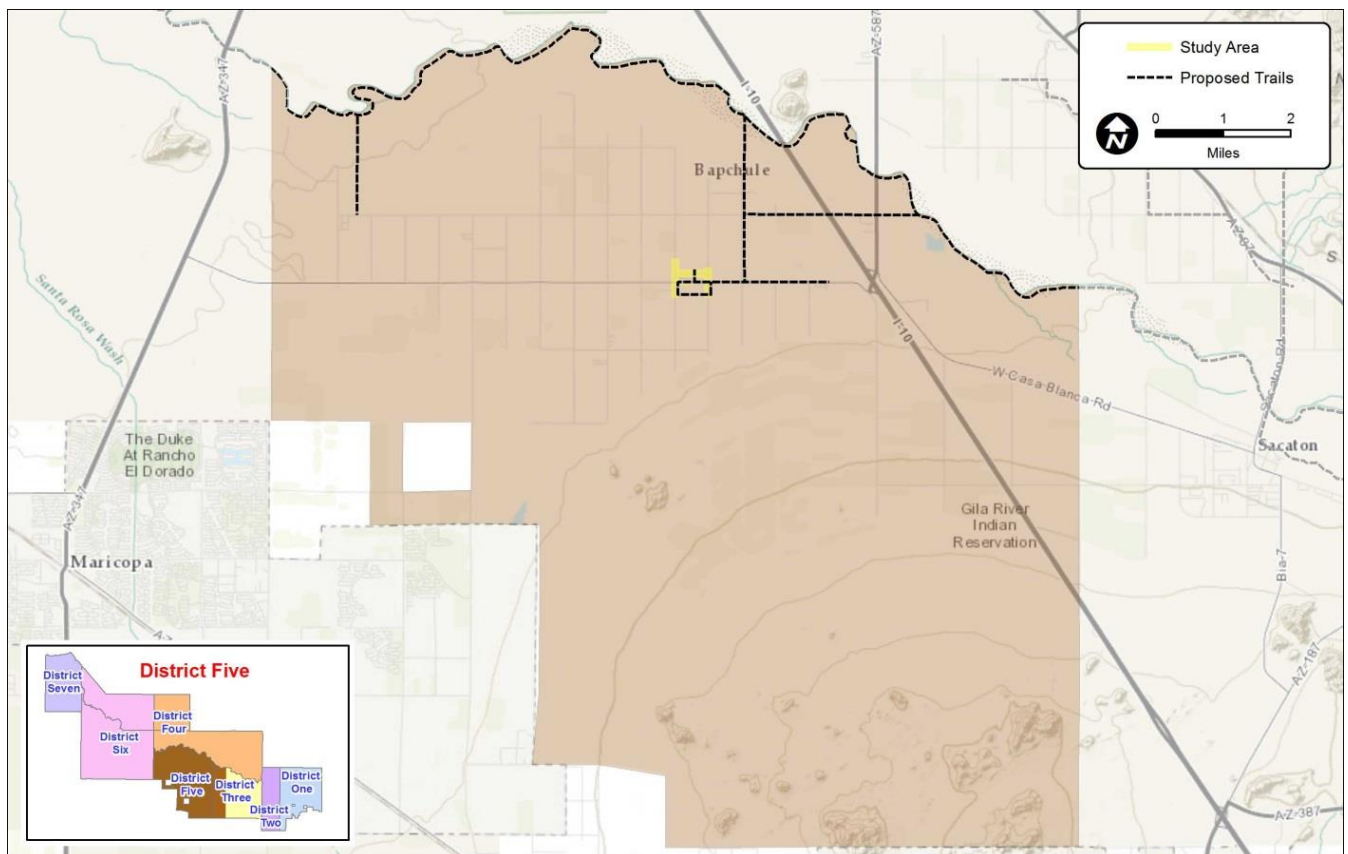 AZ-347
I-10
AZ-587
Study Area
Proposed Trails
0 1 2
Miles
N
Bapchule
AZ-87
S
Santa Rosa Wash
I-10
W Casa Blanca Rd
Sacaton Rd
Sacaton
The Duke
At Rancho
El Dorado
AZ-347
Gila River
Indian
Reservation
Maricopa
Bia-7
AZ-187
AZ-387
District Five
District
Seven
District
Four
District
Six
District
Five
District
Three
District
One
District
Two